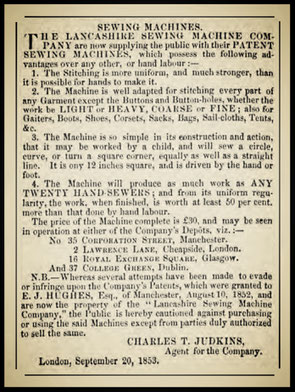 SEWING MACHINES.
THE LANCASHIRE SEWING MACHINE COM-
PANY are now supplying the public with their PATENT
SEWING MACHINES, which possess the following ad-
vantages over any other, or hand labour :—
1. The Stitching is more uniform, and much stronger, than
it is possible for hands to make it.
2. The Machine is well adapted for stitching every part of
any Garment except the Buttons and Button-holes, whether the
work be LIGHT or HEAVY, COARSE or FINE; also for
Gaiters, Boots, Shoes, Corsets, Sacks, Bags, Sail-cloths, Tents,
&c.
3. The Machine is so simple in its construction and action,
that it may be worked by a child, and will sew a circle,
curve, or turn a square corner, equally as well as a straight
line. It is ony 12 inches square, and is driven by the hand or
foot.
4. The Machine will produce as much work as ANY
TWENTY HAND-SEWERS; and from its uniform regu-
larity, the work, when finished, is worth at least 50 per cent.
more than that done by hand labour.
The price of the Machine complete is £30, and may be seen
in operation at either of the Company's Depôts, viz. :—
No 35 CORPORATION STREET, Manchester.
2 LAWRENCE LANE, Cheapside, London.
16 ROYAL EXCHANGE SQUARE, Glasgow.
And 37 COLLEGE GREEN, Dublin.
N.B.—Whereas several attempts have been made to evade
or infringe upon the Company's Patents, which were granted to
E. J. HUGHES, Esq., of Manchester, August 10, 1852, and
are now the property of the "Lancashire Sewing Machine
Company," the Public is hereby cautioned against purchasing
or using the said Machines except from parties duly authorized
to sell the same.
CHARLES T. JUDKINS,
Agent for the Company.
London, September 20, 1853.